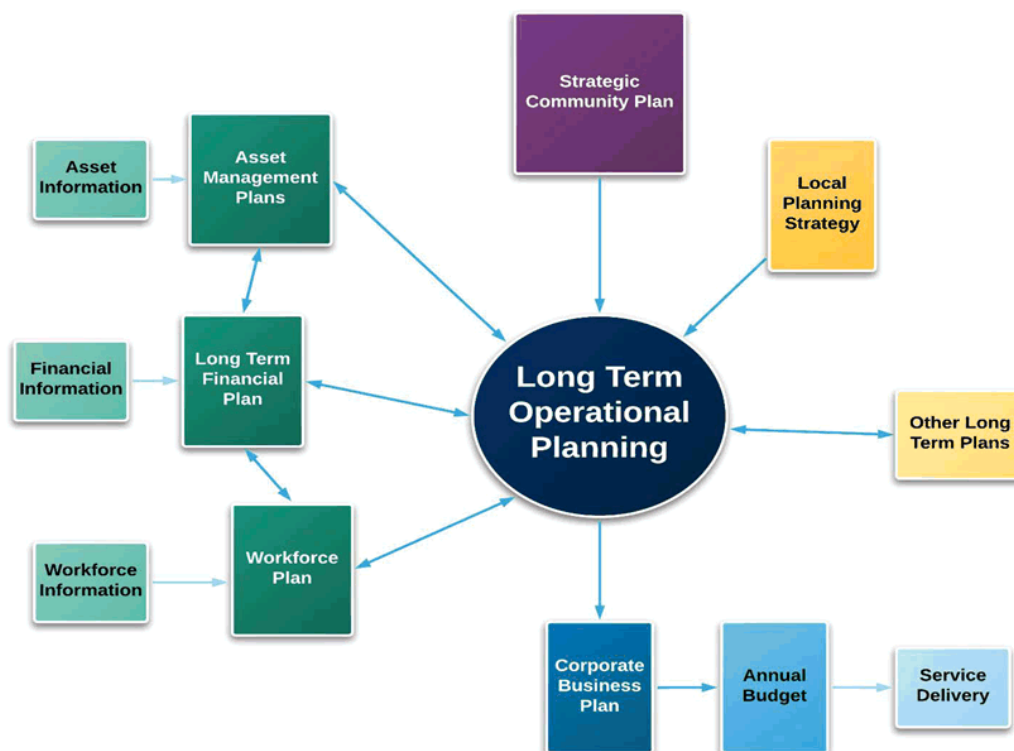 Strategic
Community Plan
Asset
Information
Asset
Management
Plans
Local
Planning
Strategy
Financial
Information
Long Term
Financial
Plan
Long Term
Operational
Planning
Other Long
Term Plans
Workforce
Information
Workforce
Plan
Corporate
Business
Plan
Annual
Budget
Service
Delivery